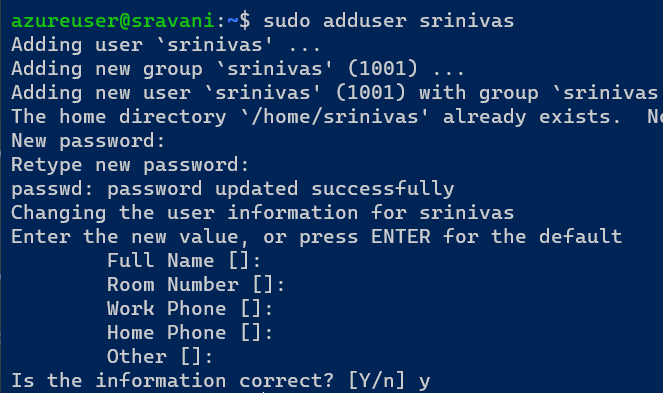 azureuser@sravani:~$ sudo adduser srinivas
Adding user `srinivas' ...
Adding new group `srinivas' (1001) ...
Adding new user `srinivas' (1001) with group `srinivas
The home directory `/home/srinivas' already exists.  No
New password:
Retype new password:
passwd: password updated successfully
Changing the user information for srinivas
Enter the new value, or press ENTER for the default
        Full Name []:
        Room Number []:
        Work Phone []:
        Home Phone []:
        Other []:
Is the information correct? [Y/n] y